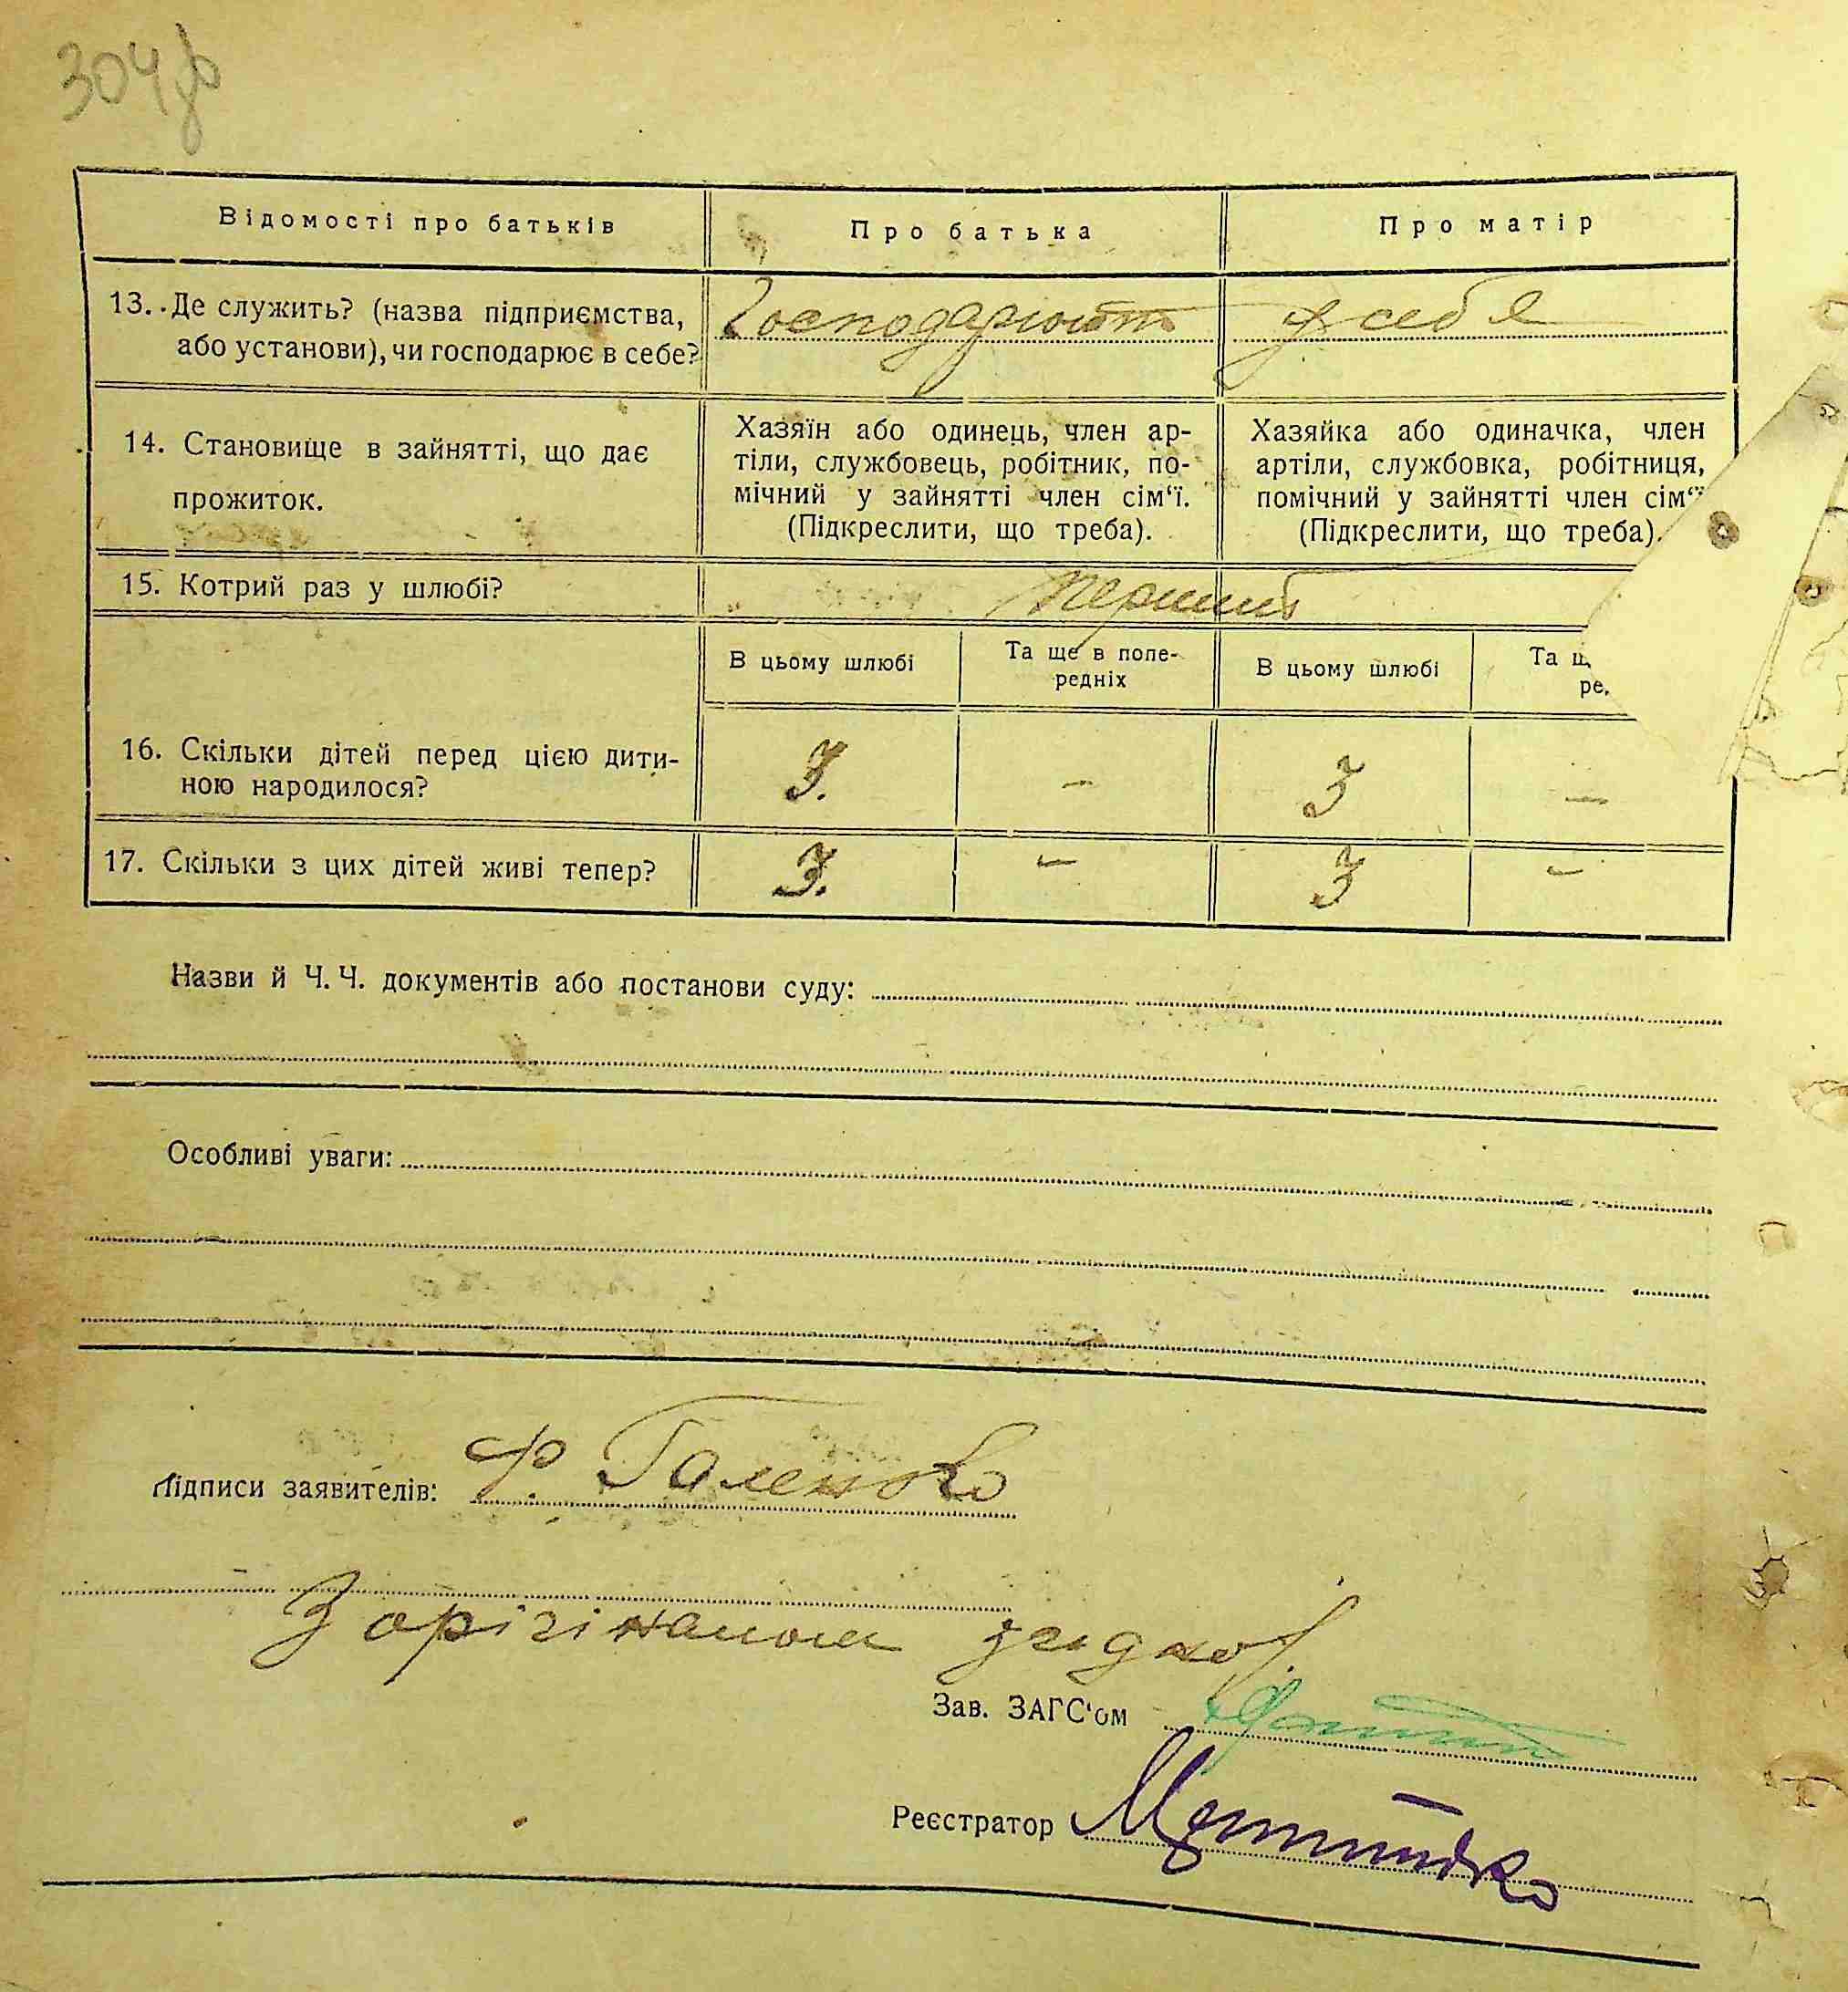 304
Відомості про батьків
Про батька
Про матір
13. Де служить? (назва підприємства,
або установи), чи господарює в себе?
Господарюють у себе
14. Становище в зайнятті, що дає
прожиток.
Хазяїн або одинець, член ар-
тіли, службовець, робітник, по-
мічний у зайнятті член сім‘ї.
(Підкреслити, що треба).
Хазяйка або одиначка, член
артіли, службовка, робітниця,
помічний у зайнятті член сім‘ї
(Підкреслити, що треба).
15. Котрий раз у шлюбі?
перший
В цьому шлюбі
Та ще в попе-
редніх
В цьому шлюбі
Та
ре
16. Скільки дітей перед цією дити-
ною народилося?
3. – 3 –
17. Скільки з цих дітей живі тепер?
3. – 3 –
Назви й Ч. Ч. документів або постанови суду:
Особливі уваги:
Підписи заявителів: Ф. Галенко
З орігіналом згідно
Зав. ЗАГС‘ом
Реєстратор